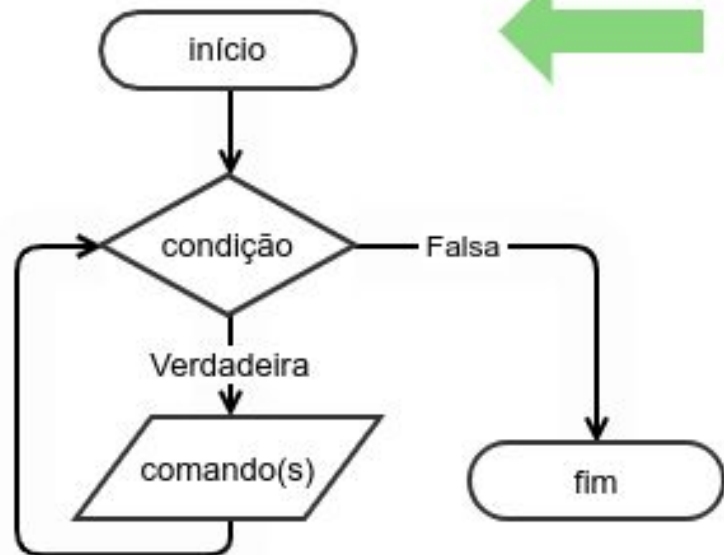 início
condição
Falsa
Verdadeira
comando(s)
fim